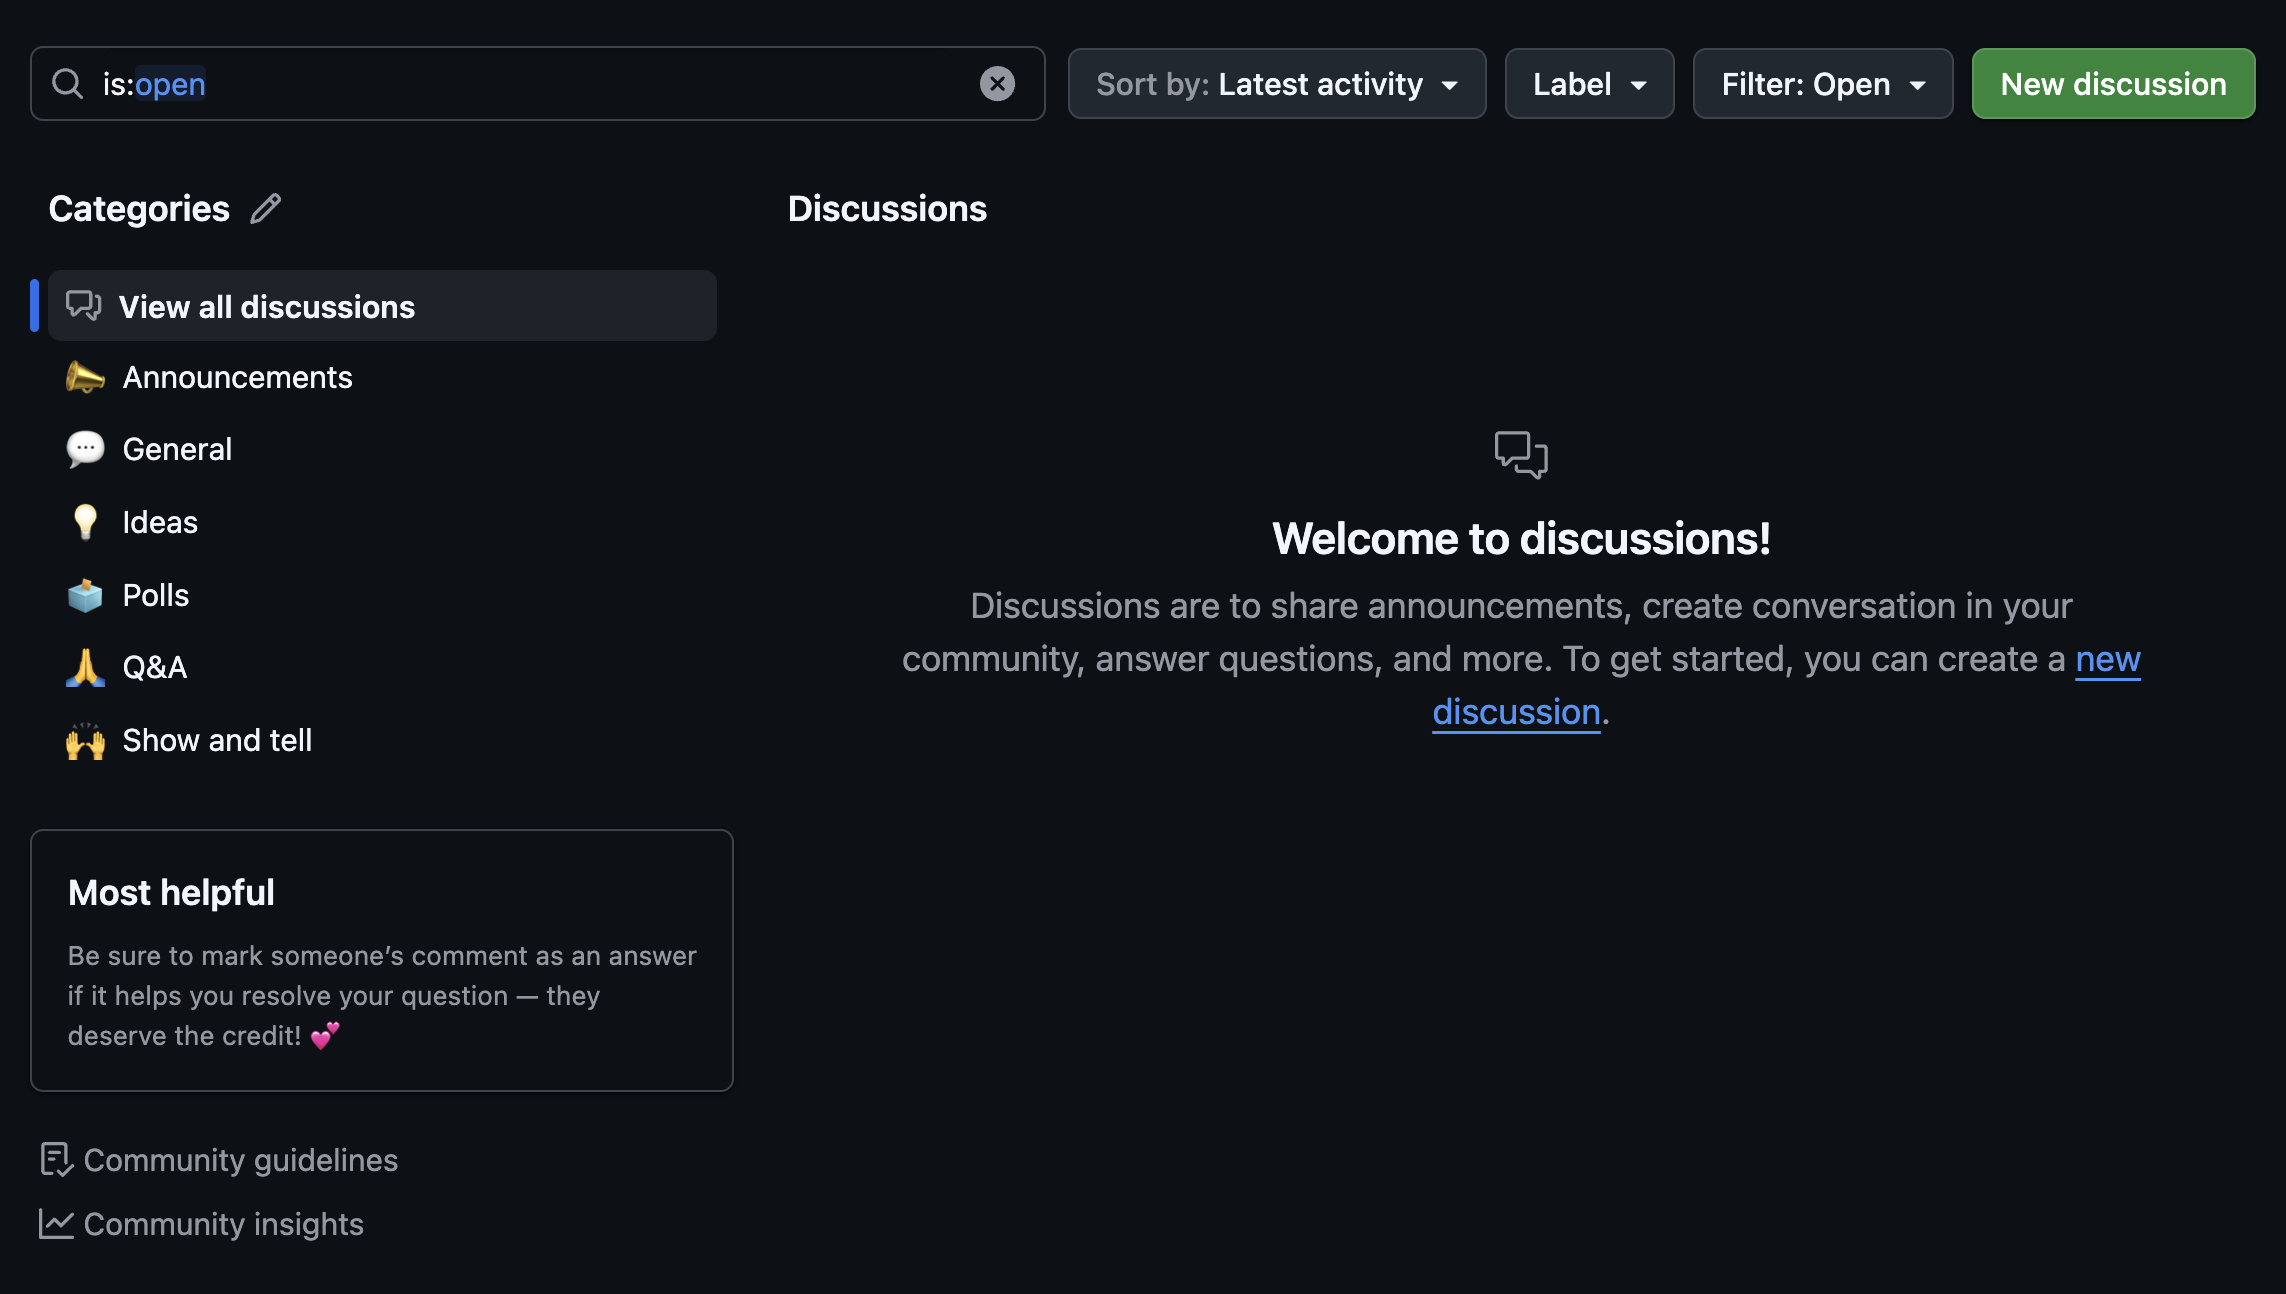 is:open
Sort by: Latest activity
Label
Filter: Open
New discussion
Categories
View all discussions
Announcements
General
Ideas
Polls
Q&A
Show and tell
Most helpful
Be sure to mark someone’s comment as an answer
if it helps you resolve your question — they
deserve the credit! 💕
Community guidelines
Community insights
Discussions
Welcome to discussions!
Discussions are to share announcements, create conversation in your
community, answer questions, and more. To get started, you can create a new
discussion.